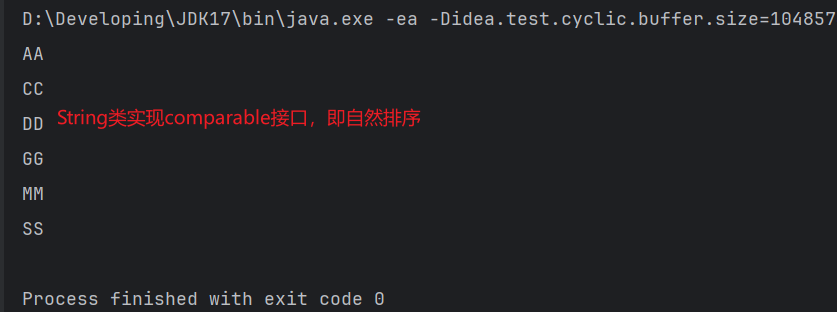 D:\Developing\JDK17\bin\java.exe -ea -Didea.test.cyclic.buffer.size=104857
AA
CC
DD
String类实现comparable接口，即自然排序
GG
MM
SS
Process finished with exit code 0